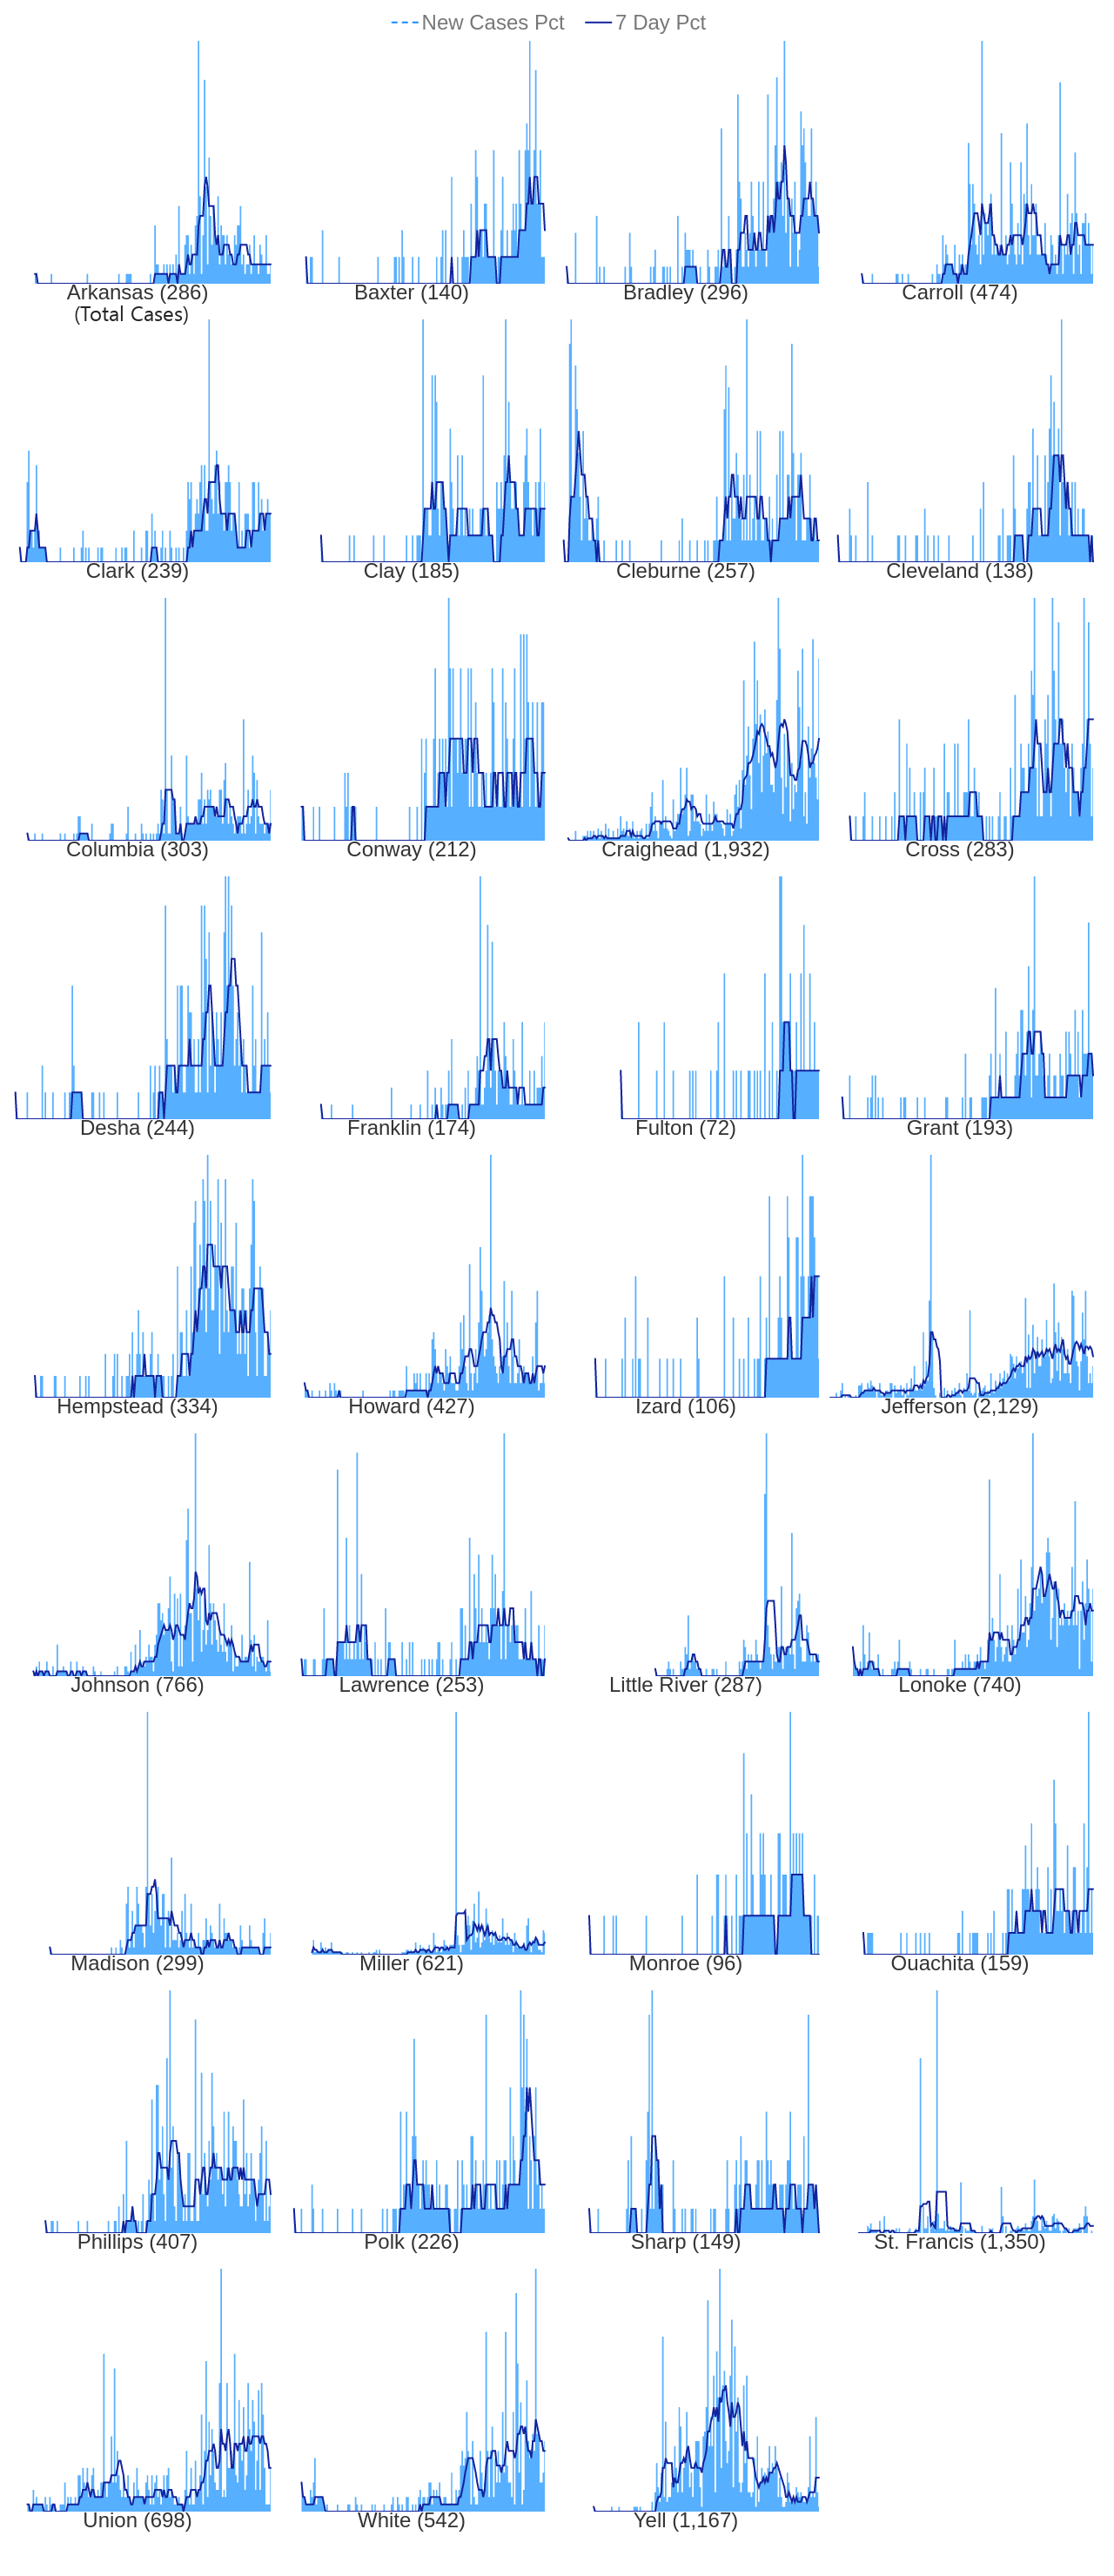 New Cases Pct 7 Day Pct
Arkansas (286) Baxter (140) Bradley (296) Carroll (474)
(Total Cases)
Clark (239) Clay (185) Cleburne (257) Cleveland (138)
Columbia (303) Conway (212) Craighead (1,932) Cross (283)
Desha (244) Franklin (174) Fulton (72) Grant (193)
Hempstead (334) Howard (427) Izard (106) Jefferson (2,129)
Johnson (766) Lawrence (253) Little River (287) Lonoke (740)
Madison (299) Miller (621) Monroe (96) Ouachita (159)
Phillips (407) Polk (226) Sharp (149) St. Francis (1,350)
Union (698) White (542) Yell (1,167)